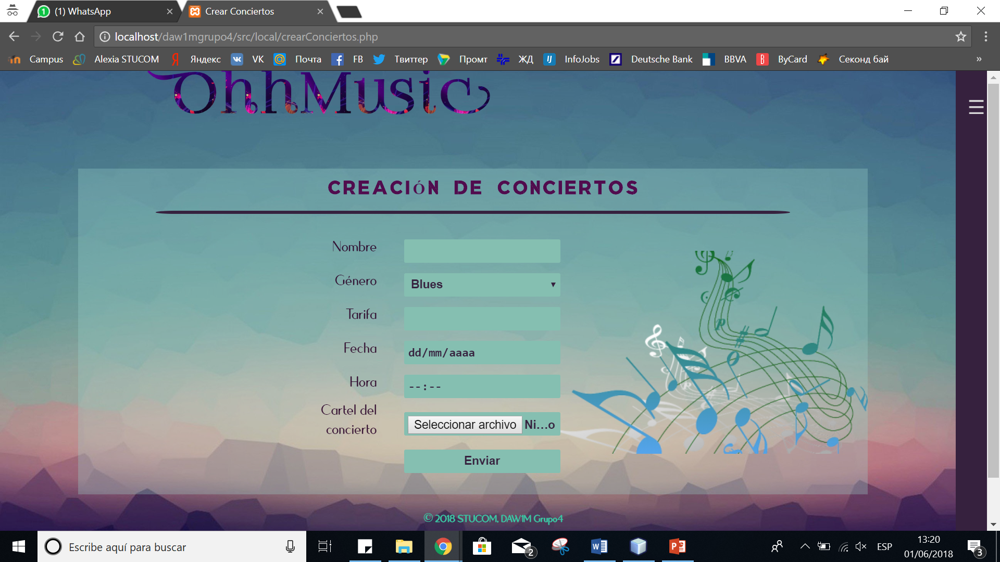 (1) WhatsApp
Crear Conciertos
localhost/daw1mgrupo4/src/local/crearConciertos.php
Campus Alexia STUCOM Яндекс VK Почта FB Твиттер Промт ЖД InfoJobs Deutsche Bank BBVA ByCard Секонд бай »
OhhMusic
CREACIÓN DE CONCIERTOS
Nombre
Género Blues
Tarifa
Fecha dd/mm/aaaa
Hora --:--
Cartel del
concierto
Seleccionar archivo Ni...o
Enviar
© 2018 STUCOM, DAW1M Grupo4
Escribe aquí para buscar
2
ESP
13:20
01/06/2018
3